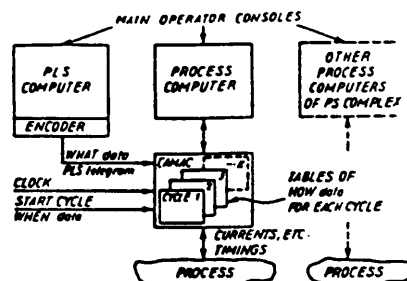 MAIN OPERATOR CONSOLES
PLS
COMPUTER
ENCODER
PROCESS
COMPUTER
OTHER
PROCESS
COMPUTERS
OF PS COMPLEX
WHAT data
PLS telegram
CAMAC
CLOCK
START CYCLE
WHEN data
CYCLE 1
2
3
TABLES OF
HOW data
FOR EACH CYCLE
CURRENTS, ETC.
TIMINGS
PROCESS
PROCESS